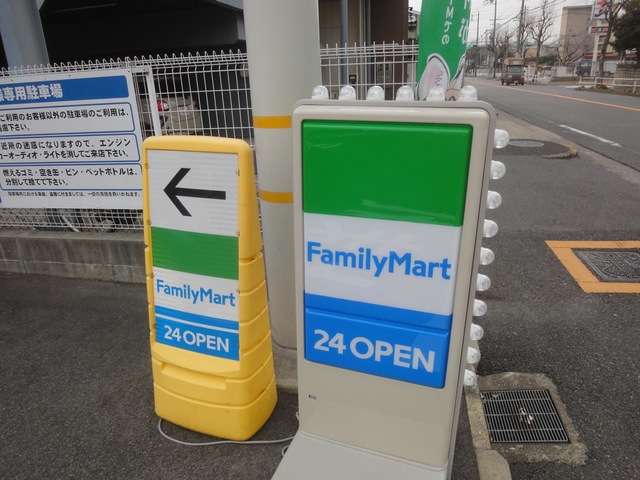 専用駐車場
ご利用のお客様以外の駐車場のご利用は、
下さい。
近所の迷惑になりますので、エンジン
カーオーディオ・ライトを消してご来店下さい。
燃えるゴミ・空き缶・ビン・ペットボトルは、
分別して捨てて下さい。
FamilyMart
24 OPEN
FamilyMart
24 OPEN